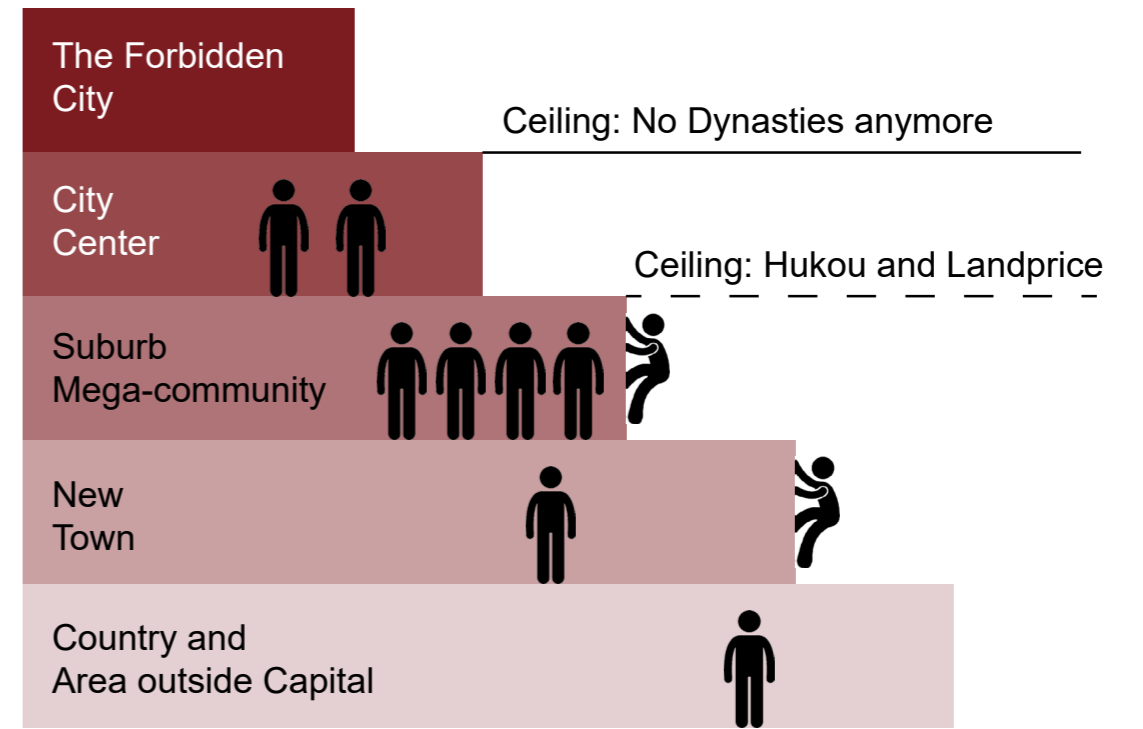 The Forbidden
City
Ceiling: No Dynasties anymore
City
Center
Ceiling: Hukou and Landprice
Suburb
Mega-community
New
Town
Country and
Area outside Capital